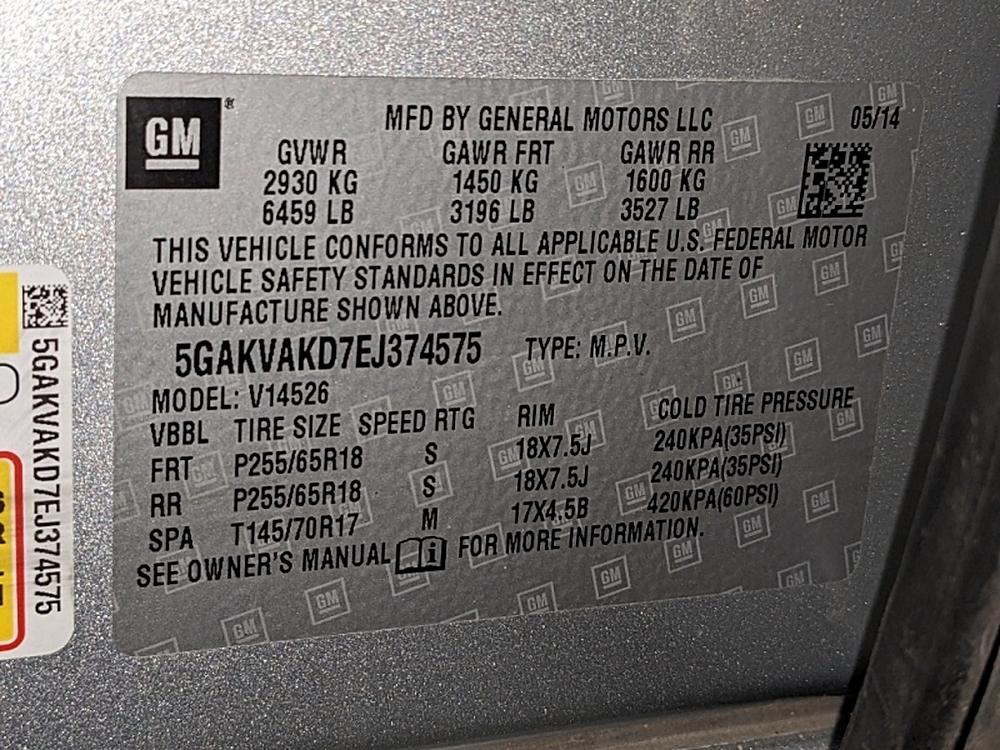 GM®
MFD BY GENERAL MOTORS LLC 05/14
GVWR GAWR FRT GAWR RR
2930 KG 1450 KG 1600 KG
6459 LB 3196 LB 3527 LB
THIS VEHICLE CONFORMS TO ALL APPLICABLE U.S. FEDERAL MOTOR
VEHICLE SAFETY STANDARDS IN EFFECT ON THE DATE OF
MANUFACTURE SHOWN ABOVE.
5GAKVAKD7EJ374575 TYPE: M.P.V.
MODEL: V14526
VBBL TIRE SIZE SPEED RTG RIM COLD TIRE PRESSURE
FRT P255/65R18 S 18X7.5J 240KPA(35PSI)
RR P255/65R18 S 18X7.5J 240KPA(35PSI)
SPA T145/70R17 M 17X4.5B 420KPA(60PSI)
SEE OWNER'S MANUAL FOR MORE INFORMATION.
5GAKVAKD7EJ374575